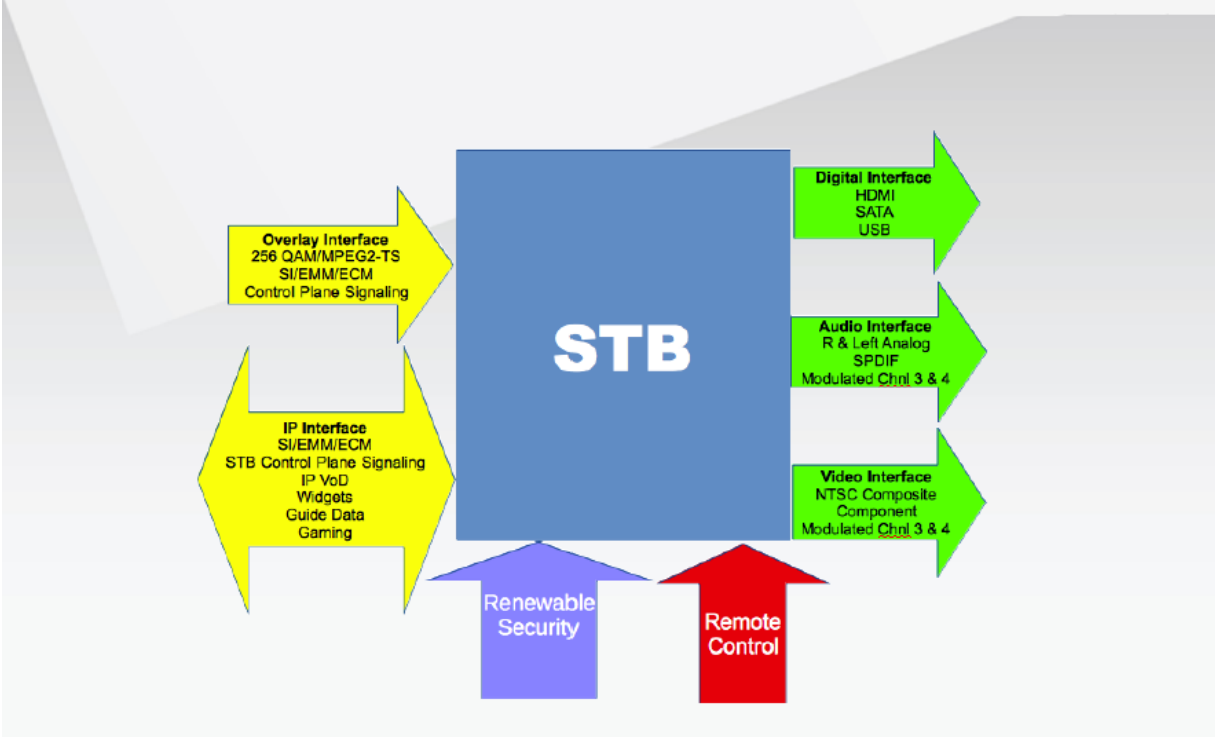 Overlay Interface
256 QAM/MPEG2-TS
SI/EMM/ECM
Control Plane Signaling
IP Interface
SI/EMM/ECM
STB Control Plane Signaling
IP VoD
Widgets
Guide Data
Gaming
STB
Digital Interface
HDMI
SATA
USB
Audio Interface
R & Left Analog
SPDIF
Modulated Chnl 3 & 4
Video Interface
NTSC Composite
Component
Modulated Chnl 3 & 4
Renewable
Security
Remote
Control